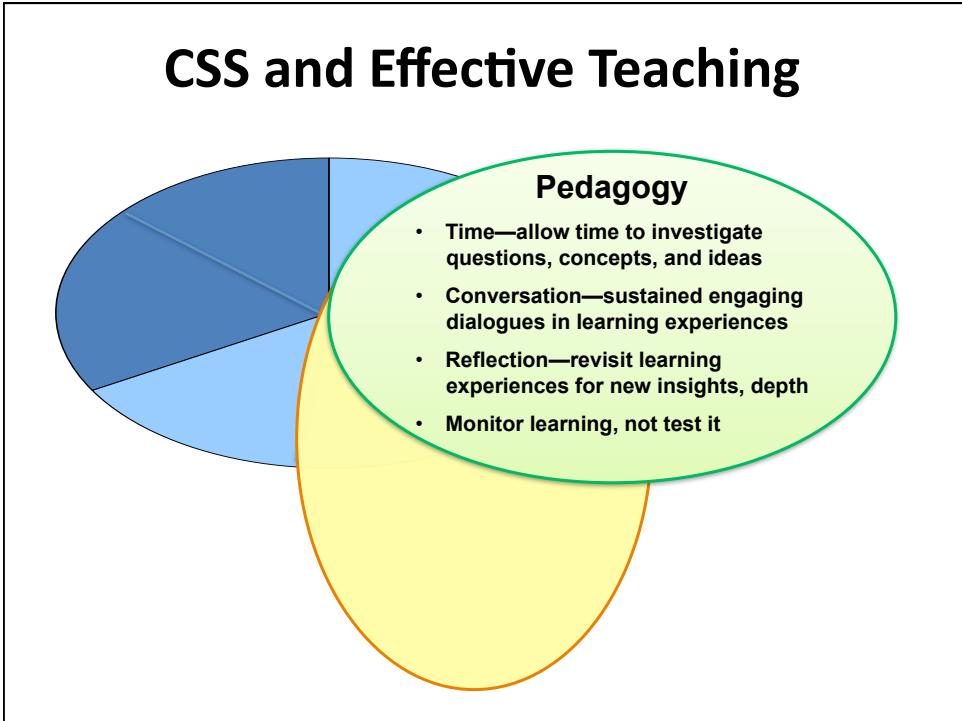 CSS and Effective Teaching
Pedagogy
• Time—allow time to investigate
questions, concepts, and ideas
• Conversation—sustained engaging
dialogues in learning experiences
• Reflection—revisit learning
experiences for new insights, depth
• Monitor learning, not test it